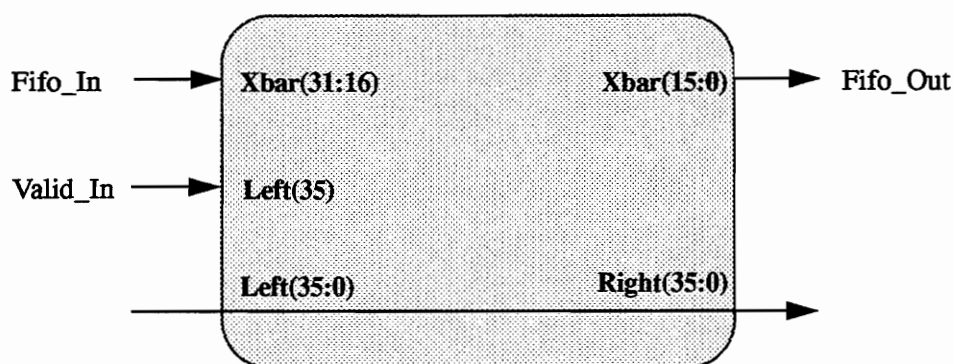 Fifo_In Xbar(31:16) Xbar(15:0) Fifo_Out
Valid_In Left(35)
Left(35:0) Right(35:0)